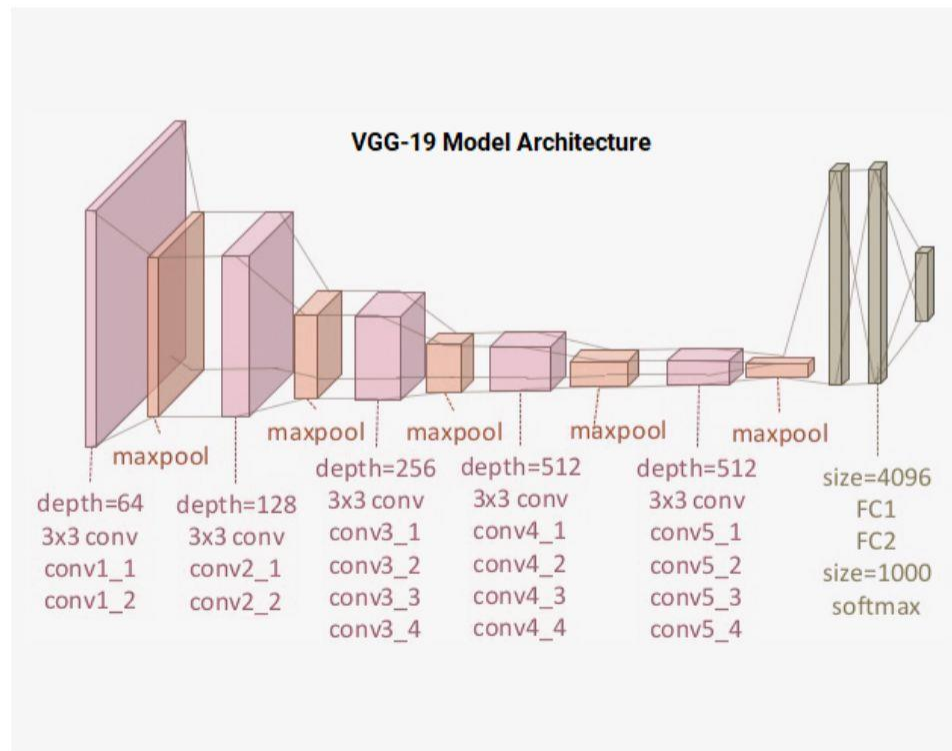 VGG-19 Model Architecture
maxpool
maxpool
maxpool
maxpool
maxpool
depth=64
3x3 conv
conv1_1
conv1_2
depth=128
3x3 conv
conv2_1
conv2_2
depth=256
3x3 conv
conv3_1
conv3_2
conv3_3
conv3_4
depth=512
3x3 conv
conv4_1
conv4_2
conv4_3
conv4_4
depth=512
3x3 conv
conv5_1
conv5_2
conv5_3
conv5_4
size=4096
FC1
FC2
size=1000
softmax